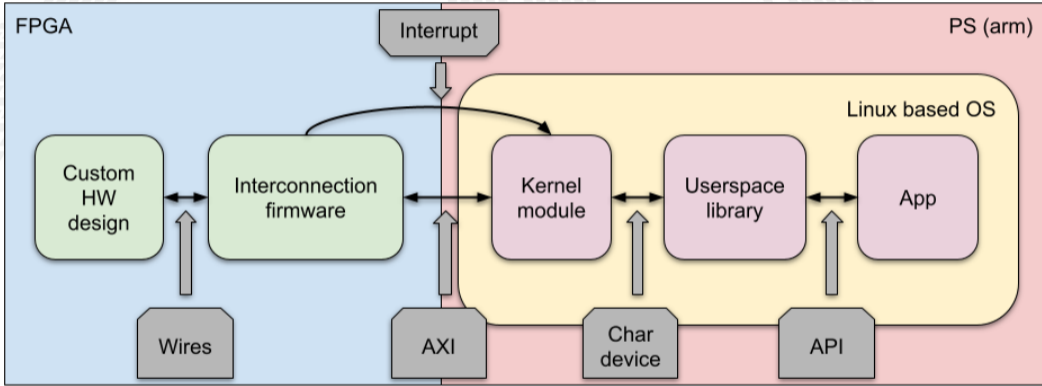 FPGA
Interrupt
PS (arm)
Linux based OS
Custom
HW
design
Interconnection
firmware
Kernel
module
Userspace
library
App
Wires
AXI
Char
device
API